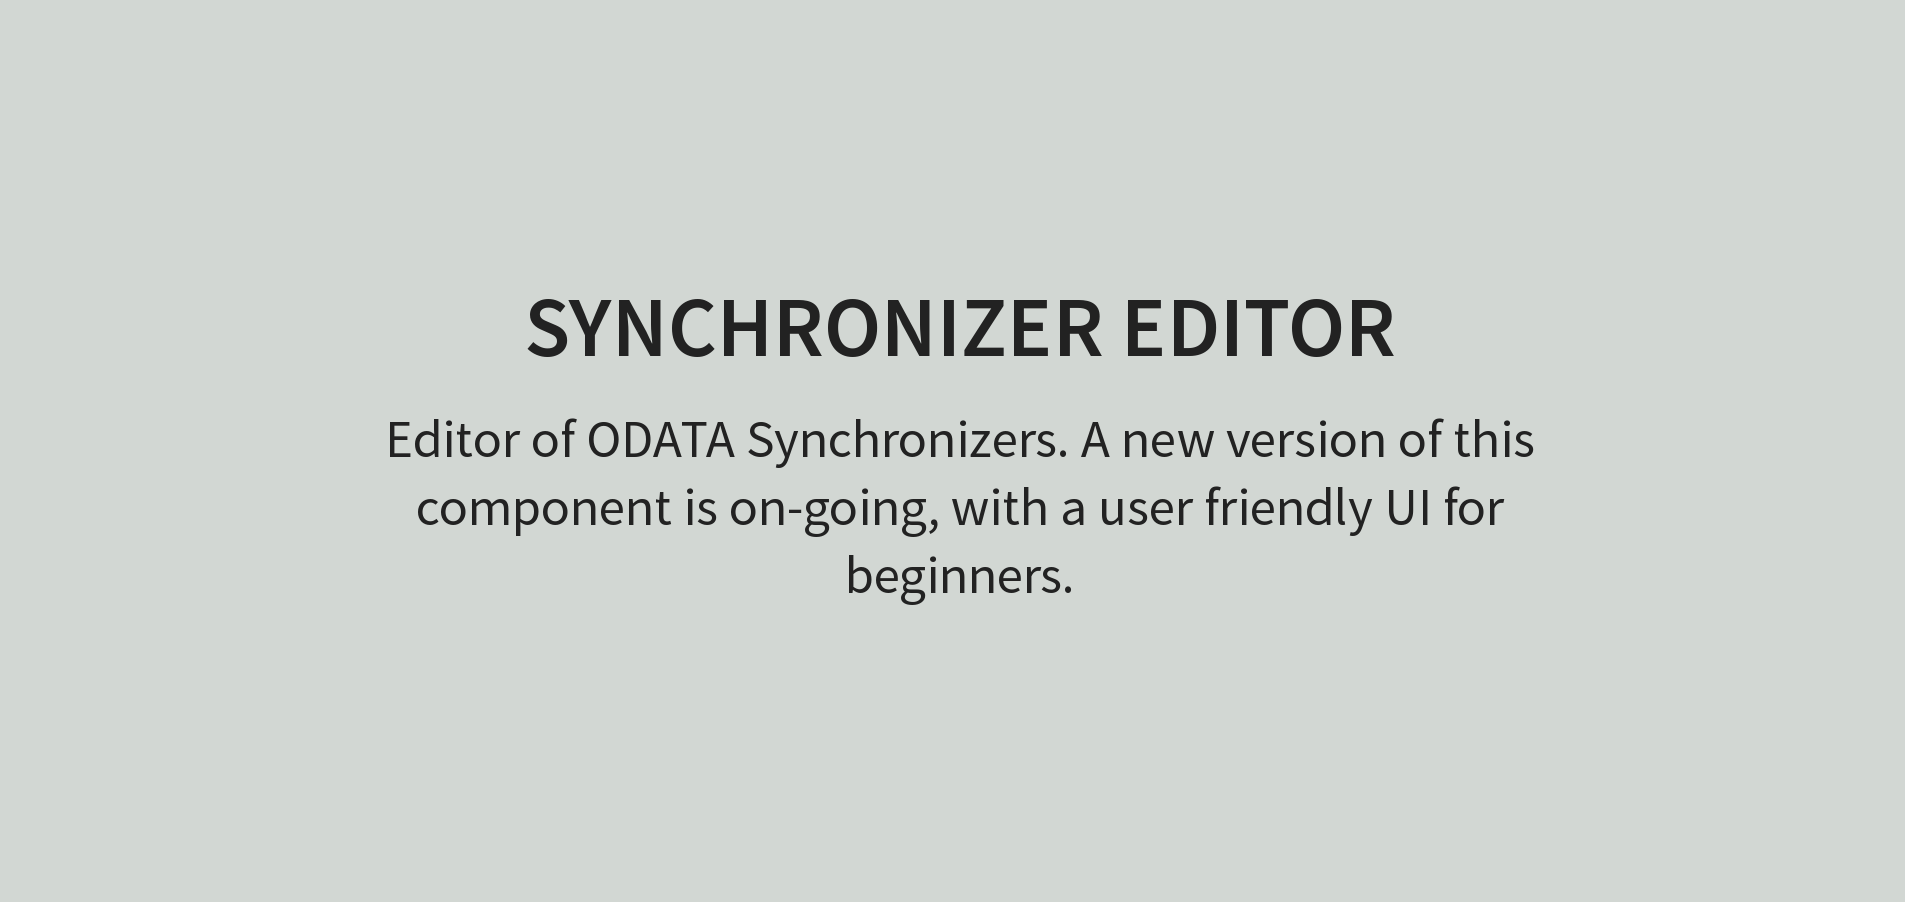 SYNCHRONIZER EDITOR
Editor of ODATA Synchronizers. A new version of this
component is on-going, with a user friendly UI for
beginners.